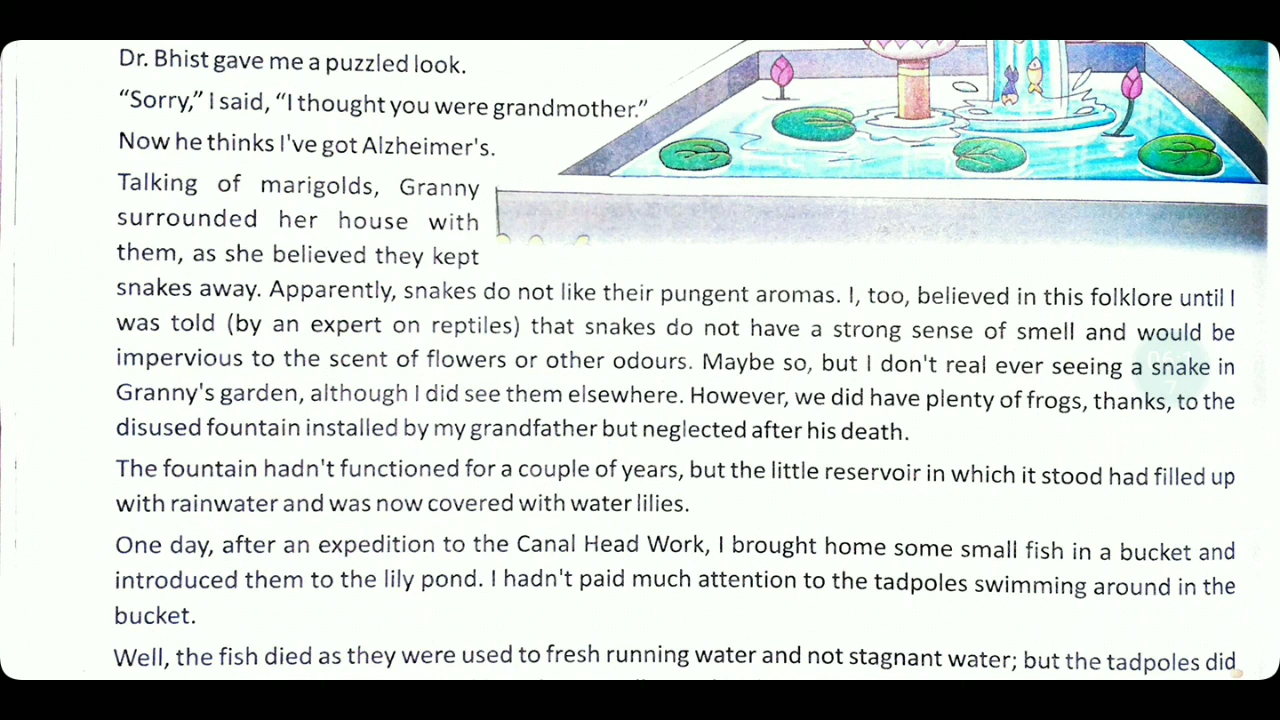 Dr. Bhist gave me a puzzled look.
“Sorry,” I said, “I thought you were grandmother.”
Now he thinks I've got Alzheimer's.
Talking of marigolds, Granny
surrounded her house with
them, as she believed they kept
snakes away. Apparently, snakes do not like their pungent aromas. I, too, believed in this folklore until I
was told (by an expert on reptiles) that snakes do not have a strong sense of smell and would be
impervious to the scent of flowers or other odours. Maybe so, but I don't real ever seeing a snake in
Granny's garden, although I did see them elsewhere. However, we did have plenty of frogs, thanks, to the
disused fountain installed by my grandfather but neglected after his death.
The fountain hadn't functioned for a couple of years, but the little reservoir in which it stood had filled up
with rainwater and was now covered with water lilies.
One day, after an expedition to the Canal Head Work, I brought home some small fish in a bucket and
introduced them to the lily pond. I hadn't paid much attention to the tadpoles swimming around in the
bucket.
Well, the fish died as they were used to fresh running water and not stagnant water; but the tadpoles did